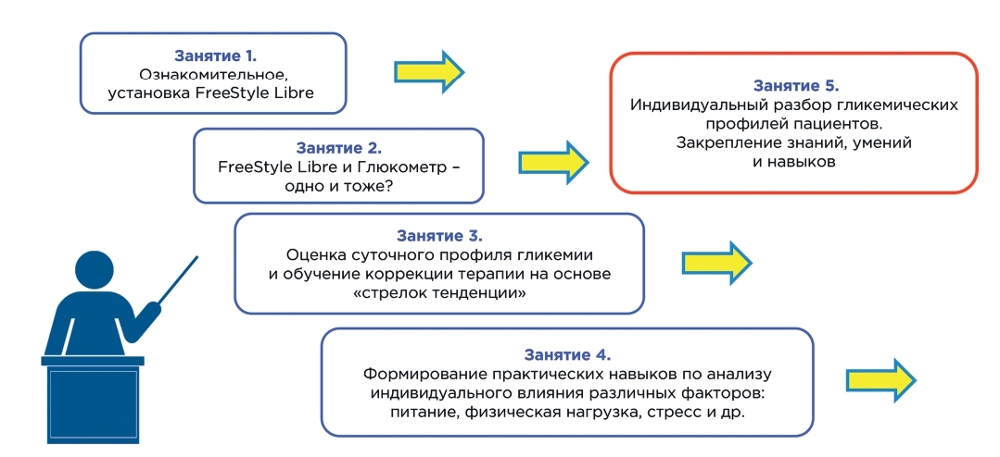 Занятие 1.
Ознакомительное,
установка FreeStyle Libre
Занятие 2.
FreeStyle Libre и Глюкометр –
одно и тоже?
Занятие 3.
Оценка суточного профиля гликемии
и обучение коррекции терапии на основе
«стрелок тенденции»
Занятие 4.
Формирование практических навыков по анализу
индивидуального влияния различных факторов:
питание, физическая нагрузка, стресс и др.
Занятие 5.
Индивидуальный разбор гликемических
профилей пациентов.
Закрепление знаний, умений
и навыков